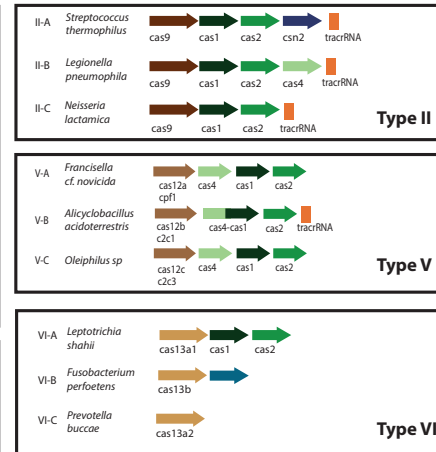 II-A Streptococcus thermophilus
cas9 cas1 cas2 csn2 tracrRNA
II-B Legionella pneumophila
cas9 cas1 cas2 cas4 tracrRNA
II-C Neisseria lactamica
cas9 cas1 cas2 tracrRNA
Type II
V-A Francisella cf. novicida
cas12a cpf1 cas4 cas1 cas2
V-B Alicyclobacillus acidoterrestris
cas12b c2c1 cas4-cas1 cas2 tracrRNA
V-C Oleiphilus sp
cas12c c2c3 cas4 cas1 cas2
Type V
VI-A Leptotrichia shahii
cas13a1 cas1 cas2
VI-B Fusobacterium perfoetens
cas13b
VI-C Prevotella buccae
cas13a2
Type VI